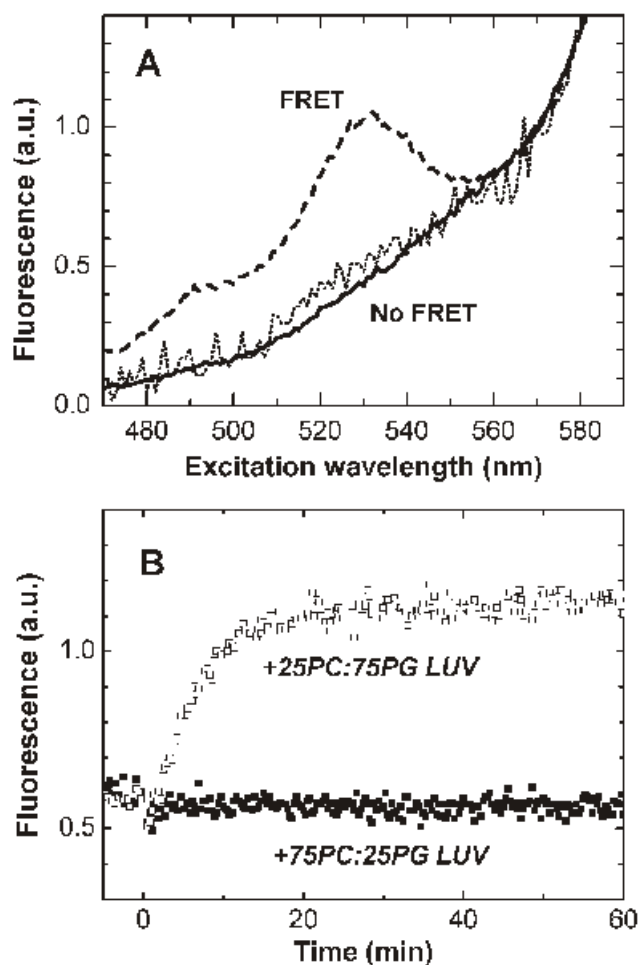 A
FRET
No FRET
Fluorescence (a.u.)
1.0
0.5
0.0
480 500 520 540 560 580
Excitation wavelength (nm)
B
+25PC:75PG LUV
+75PC:25PG LUV
Fluorescence (a.u.)
1.0
0.5
0 20 40 60
Time (min)